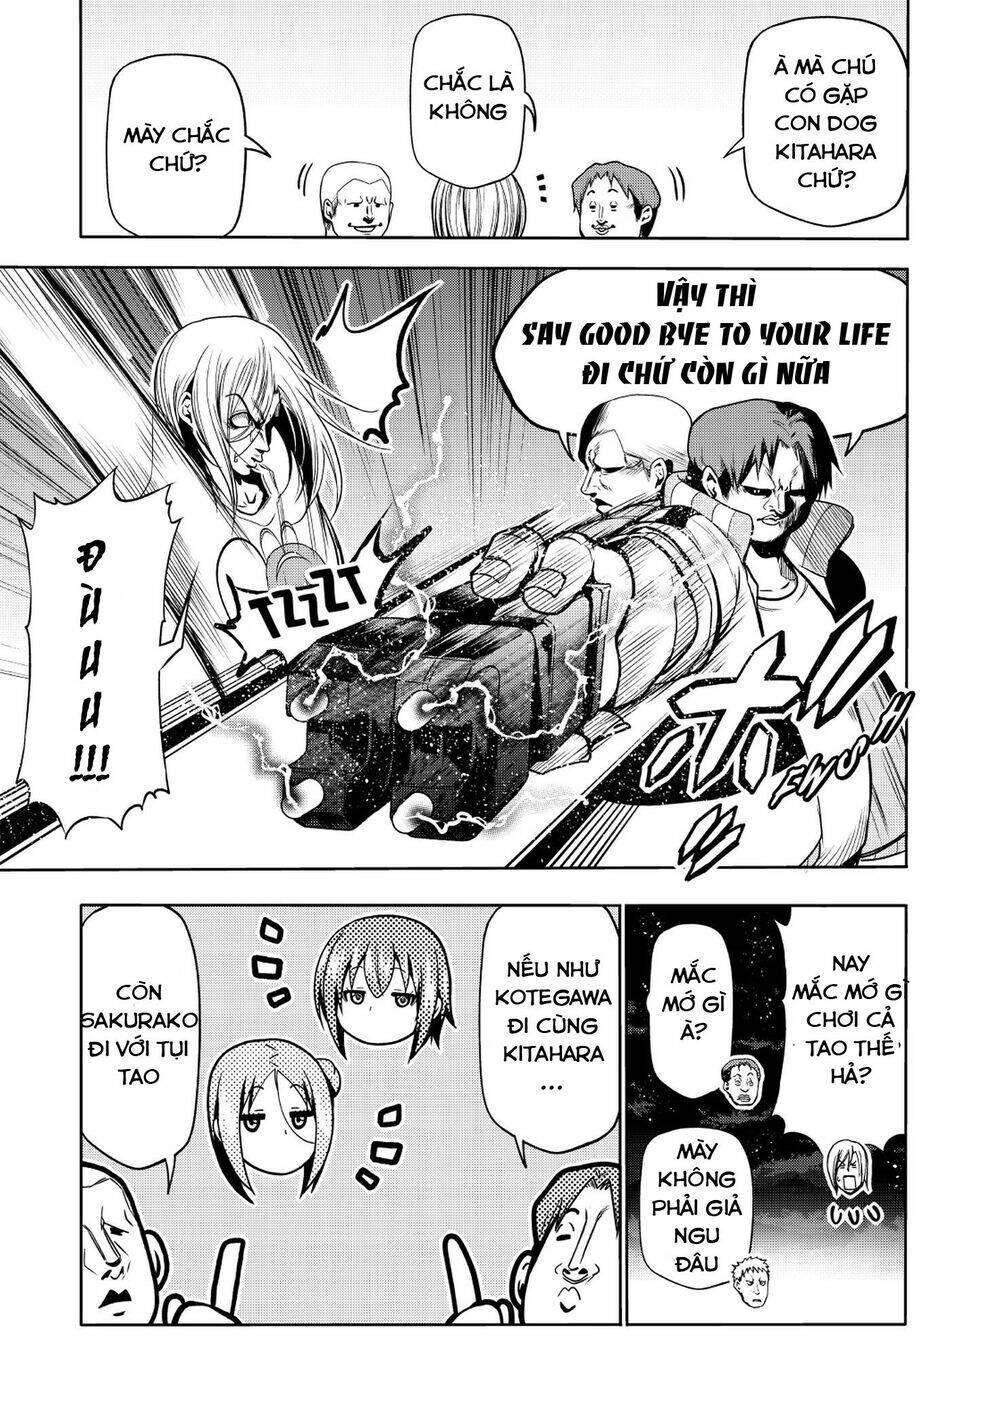 À MÀ CHÚ
CÓ GẶP
CON DOG
KITAHARA
CHỨ?
CHẮC LÀ
KHÔNG
MÀY CHẮC
CHỨ?
VẬY THÌ
SAY GOOD BYE TO YOUR LIFE
ĐI CHỨ CÒN GÌ NỮA
TZZZZT
FWSH
ĐÙUU!!!
NAY
MẮC MỚ GÌ
CHƠI CẢ
TAO THẾ
HẢ?
MẮC
MỚ GÌ
À?
MÀY
KHÔNG
PHẢI GIẢ
NGU
ĐÂU
NẾU NHƯ
KOTEGAWA
ĐI CÙNG
KITAHARA
...
CÒN
SAKURAKO
ĐI VỚI TỤI
TAO